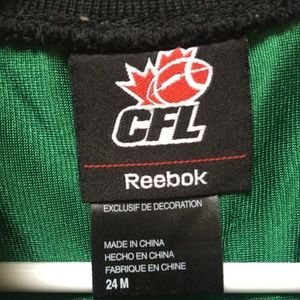 CFL
Reebok
EXCLUSIF DE DECORATION
MADE IN CHINA
HECHO EN CHINA
FABRIQUE EN CHINE
24 M